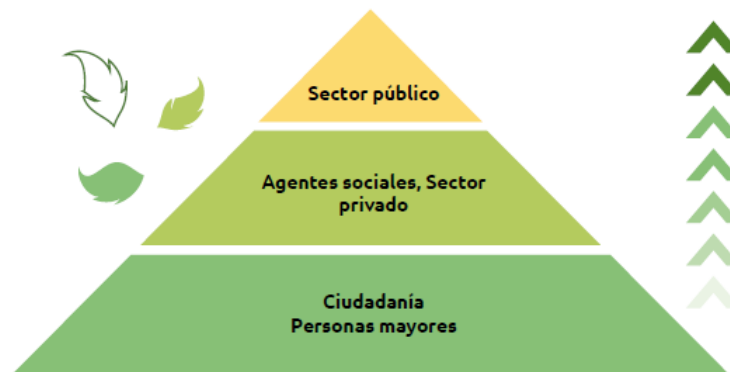 Sector público
Agentes sociales, Sector
privado
Ciudadanía
Personas mayores